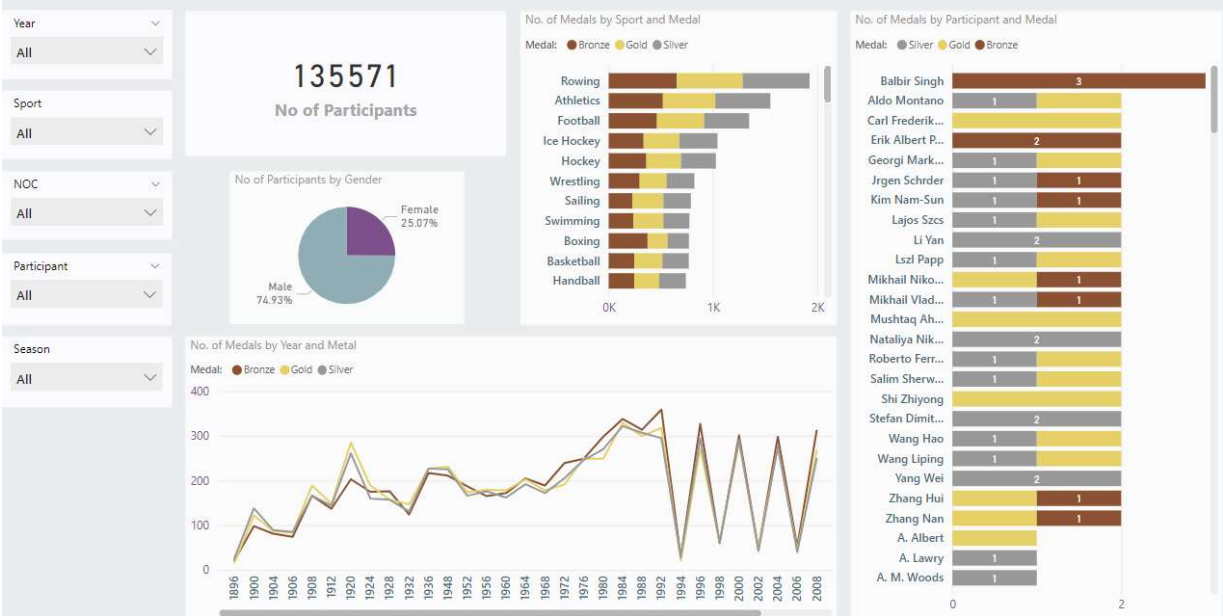 Year
All
Sport
All
NOC
All
Participant
All
Season
All
135571
No of Participants
No of Participants by Gender
Female
25.07%
Male
74.93%
No. of Medals by Sport and Medal
Medal: Bronze Gold Silver
Rowing
Athletics
Football
Ice Hockey
Hockey
Wrestling
Sailing
Swimming
Boxing
Basketball
Handball
0K 1K 2K
No. of Medals by Year and Metal
Medal: Bronze Gold Silver
400
300
200
100
0
1896 1900 1904 1906 1908 1912 1920 1924 1928 1932 1936 1948 1952 1956 1960 1964 1968 1972 1976 1980 1984 1988 1992 1994 1996 1998 2000 2002 2004 2006 2008
No. of Medals by Participant and Medal
Medal: Silver Gold Bronze
Balbir Singh 3
Aldo Montano 1
Carl Frederik...
Erik Albert P... 2
Georgi Mark... 1
Jrgen Schrder 1 1
Kim Nam-Sun 1 1
Lajos Szcs 1
Li Yan 2
Lszl Papp 1
Mikhail Niko... 1
Mikhail Vlad... 1 1
Mushtaq Ah...
Nataliya Nik... 2
Roberto Ferr... 1
Salim Sherw... 1
Shi Zhiyong
Stefan Dimit... 2
Wang Hao 1
Wang Liping 1
Yang Wei 2
Zhang Hui 1
Zhang Nan 1
A. Albert
A. Lawry 1
A. M. Woods 1
0 2